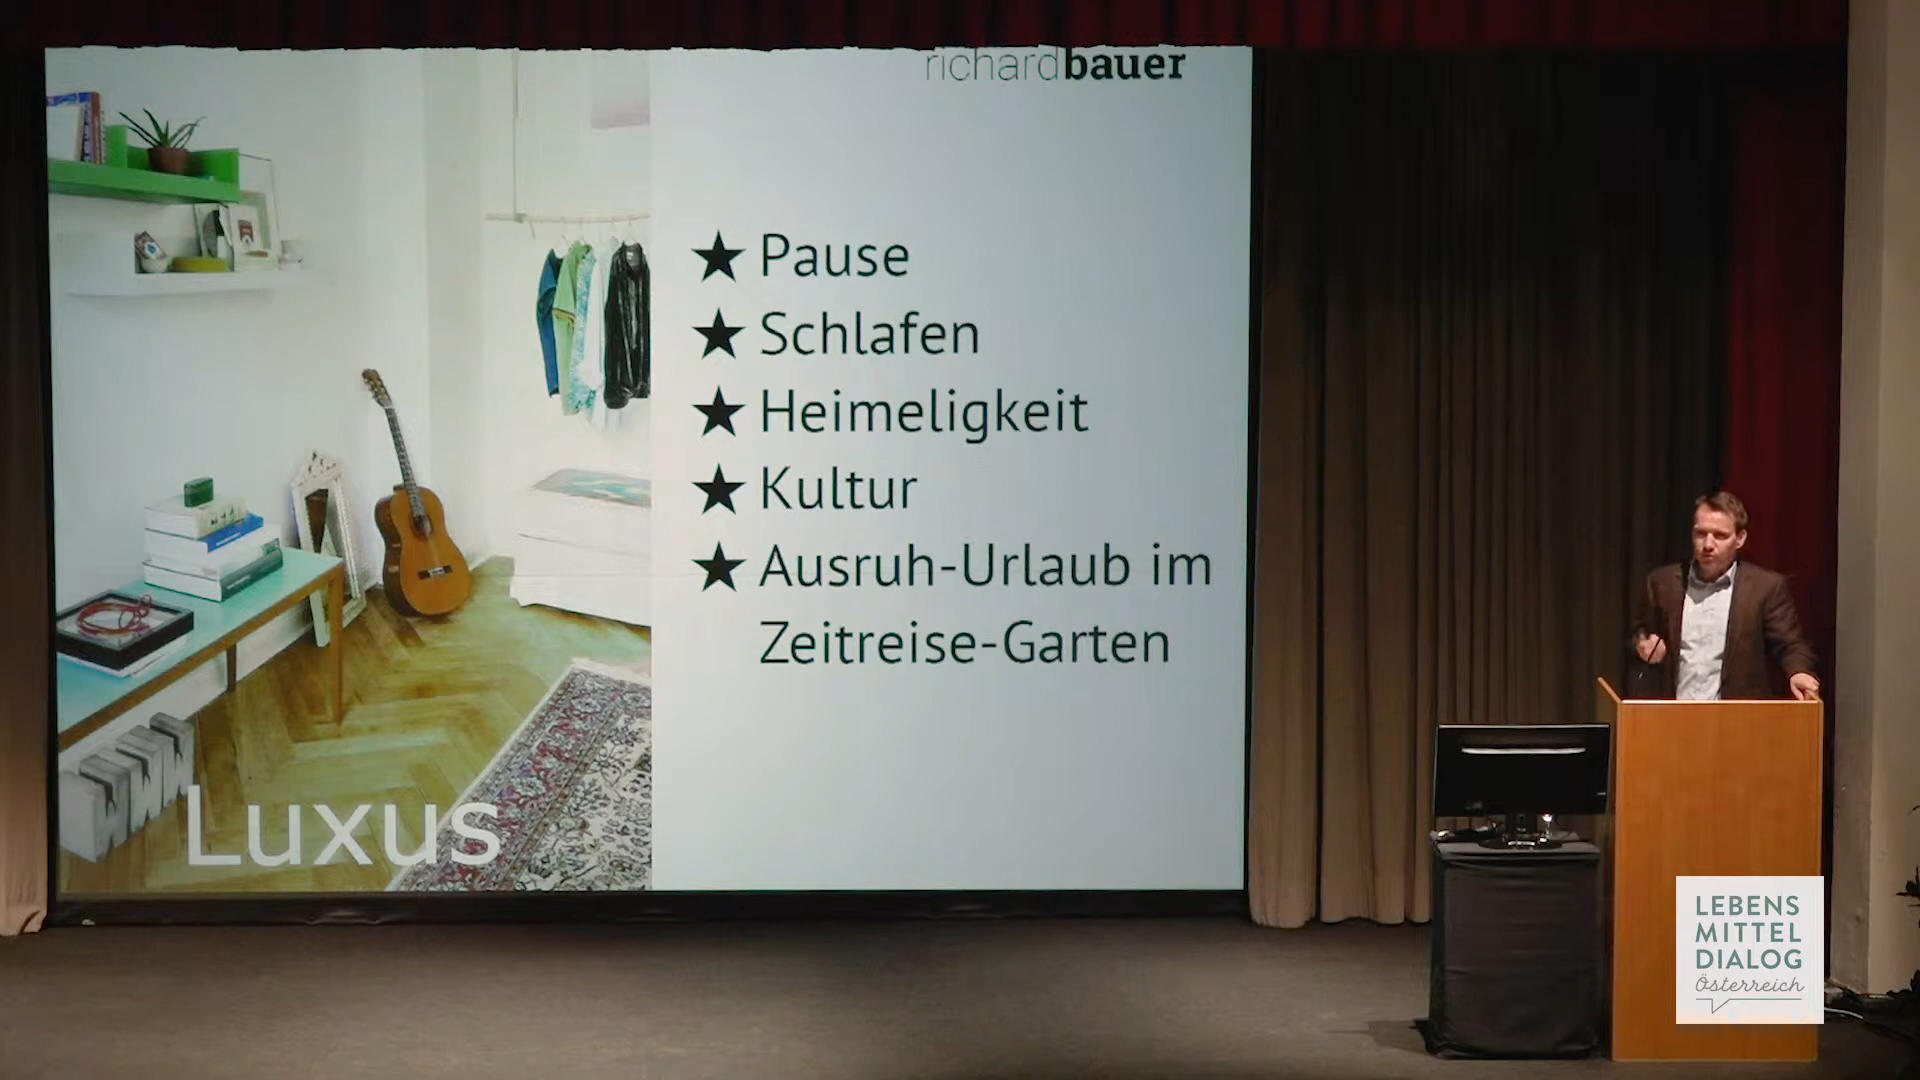 richardbauer
Pause
Schlafen
Heimeligkeit
Kultur
Ausruh-Urlaub im
Zeitreise-Garten
Luxus
LEBENS
MITTEL
DIALOG
Österreich